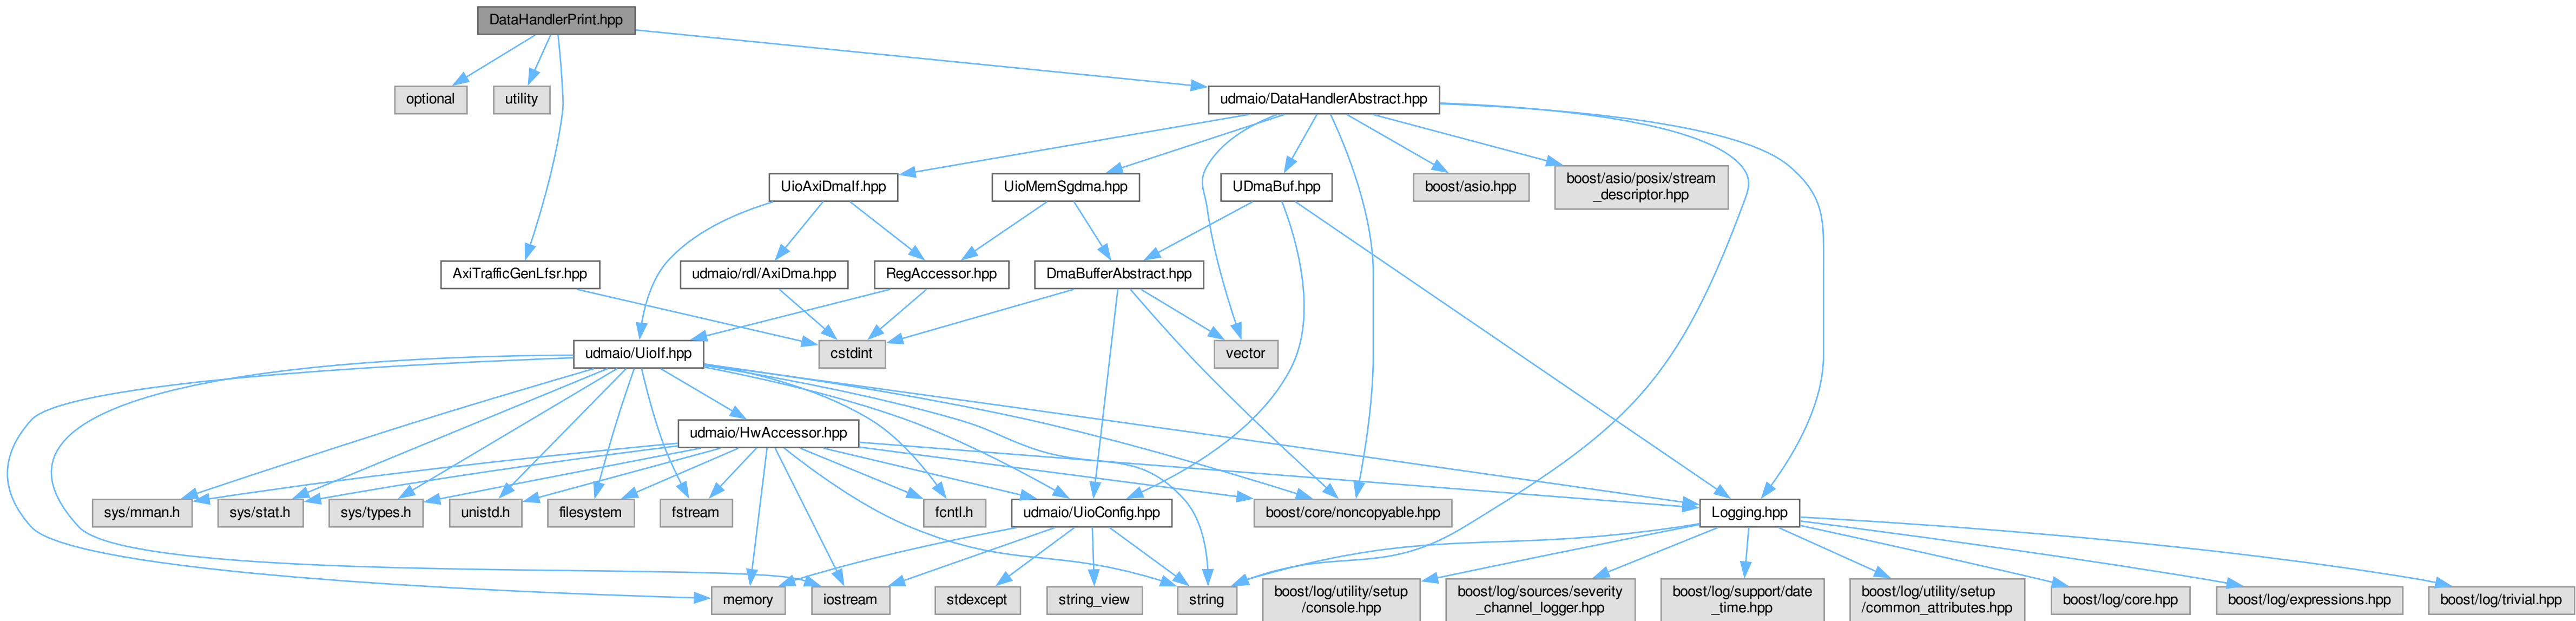 DataHandlerPrint.hpp
optional
utility
udmaio/DataHandlerAbstract.hpp
UioAxiDmaIf.hpp
UioMemSgdma.hpp
UDmaBuf.hpp
boost/asio.hpp
boost/asio/posix/stream
_descriptor.hpp
AxiTrafficGenLfsr.hpp
udmaio/rdl/AxiDma.hpp
RegAccessor.hpp
DmaBufferAbstract.hpp
udmaio/UioIf.hpp
cstdint
vector
udmaio/HwAccessor.hpp
sys/mman.h
sys/stat.h
sys/types.h
unistd.h
filesystem
fstream
fcntl.h
udmaio/UioConfig.hpp
boost/core/noncopyable.hpp
Logging.hpp
memory
iostream
stdexcept
string_view
string
boost/log/utility/setup
/console.hpp
boost/log/sources/severity
_channel_logger.hpp
boost/log/support/date
_time.hpp
boost/log/utility/setup
/common_attributes.hpp
boost/log/core.hpp
boost/log/expressions.hpp
boost/log/trivial.hpp